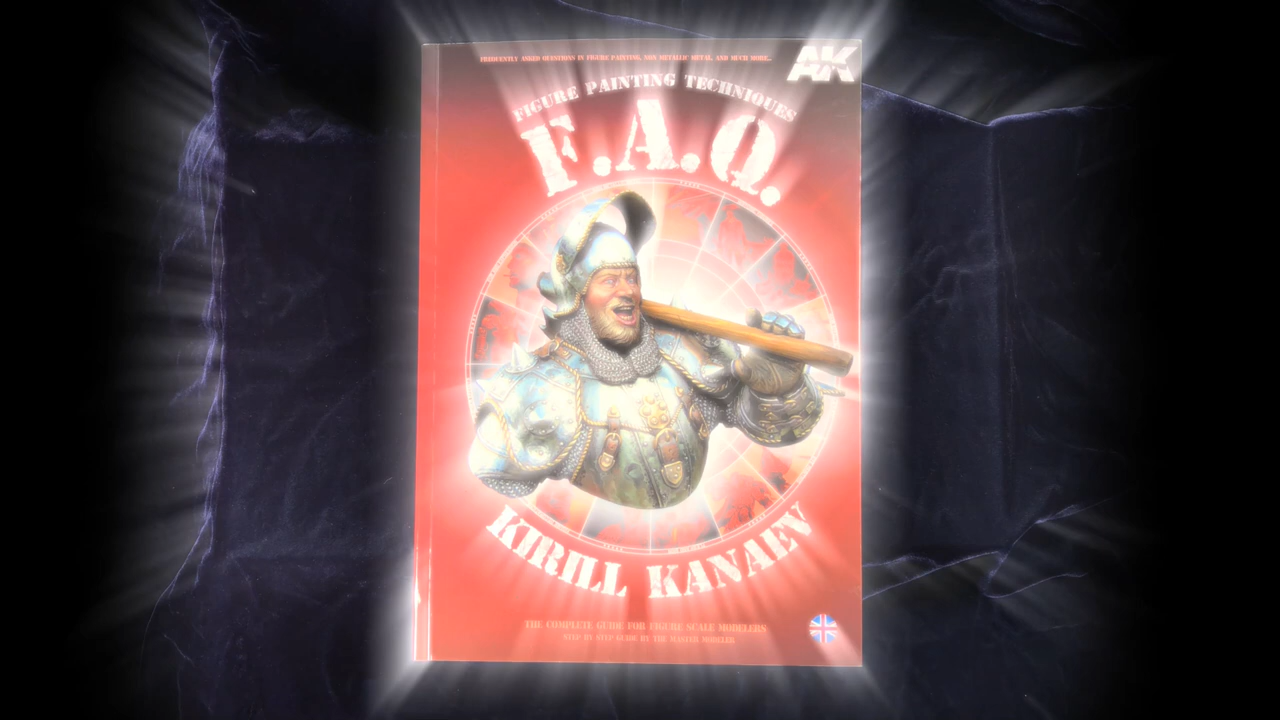 FREQUENTLY ASKED QUESTIONS IN FIGURE PAINTING, NON METALLIC METAL, AND MUCH MORE...
AK
FIGURE PAINTING TECHNIQUES
F.A.Q.
KIRILL KANAEV
THE COMPLETE GUIDE FOR FIGURE SCALE MODELERS
STEP BY STEP GUIDE BY THE MASTER MODELER